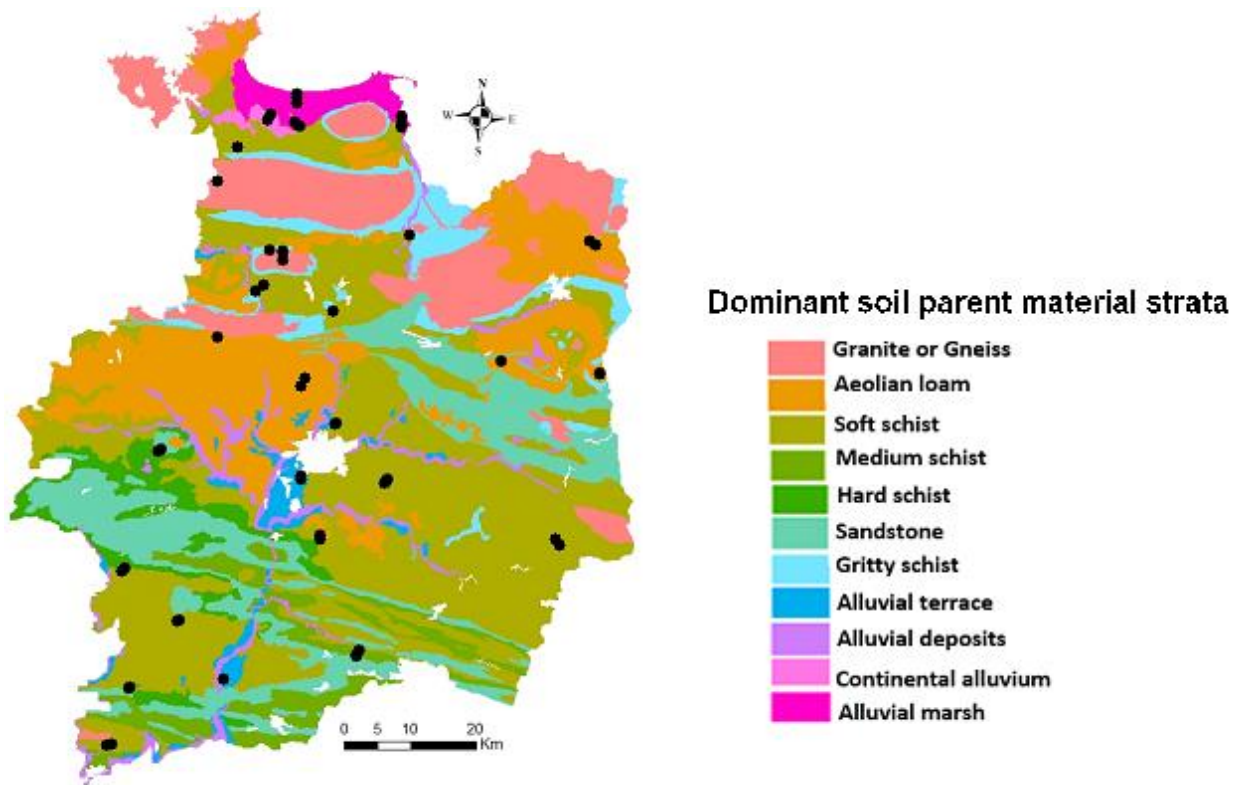 N
W E
S
Dominant soil parent material strata
Granite or Gneiss
Aeolian loam
Soft schist
Medium schist
Hard schist
Sandstone
Gritty schist
Alluvial terrace
Alluvial deposits
Continental alluvium
Alluvial marsh
0 5 10 20
Km